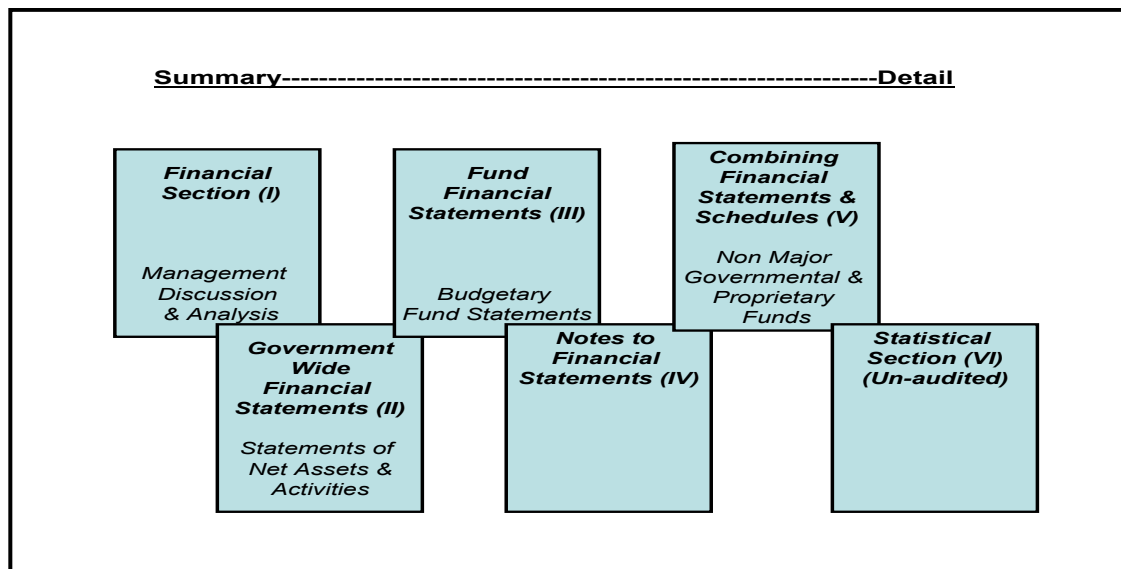 Summary----------------------------------------------------------------Detail
Financial
Section (I)
Management
Discussion
& Analysis
Government
Wide
Financial
Statements (II)
Statements of
Net Assets &
Activities
Fund
Financial
Statements (III)
Budgetary
Fund Statements
Notes to
Financial
Statements (IV)
Combining
Financial
Statements &
Schedules (V)
Non Major
Governmental &
Proprietary
Funds
Statistical
Section (VI)
(Un-audited)